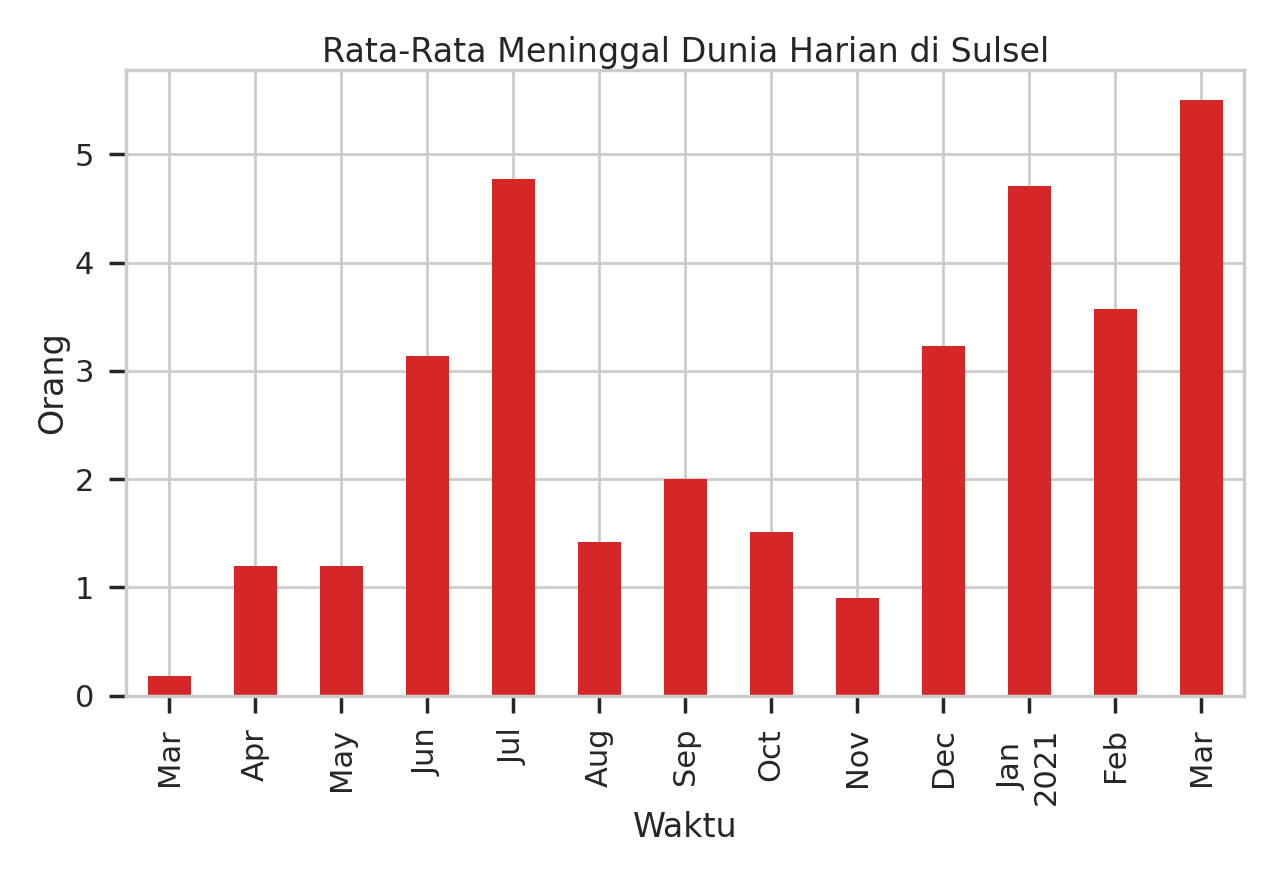 Rata-Rata Meninggal Dunia Harian di Sulsel
Orang
5
4
3
2
1
0
Mar
Apr
May
Jun
Jul
Aug
Sep
Oct
Nov
Dec
Jan
2021
Feb
Mar
Waktu